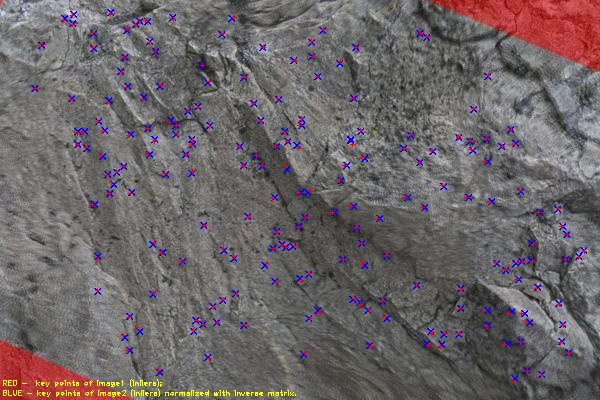 RED - key points of image1 (inliers);
BLUE - key points of image2 (inliers) normalized with inverse matrix.